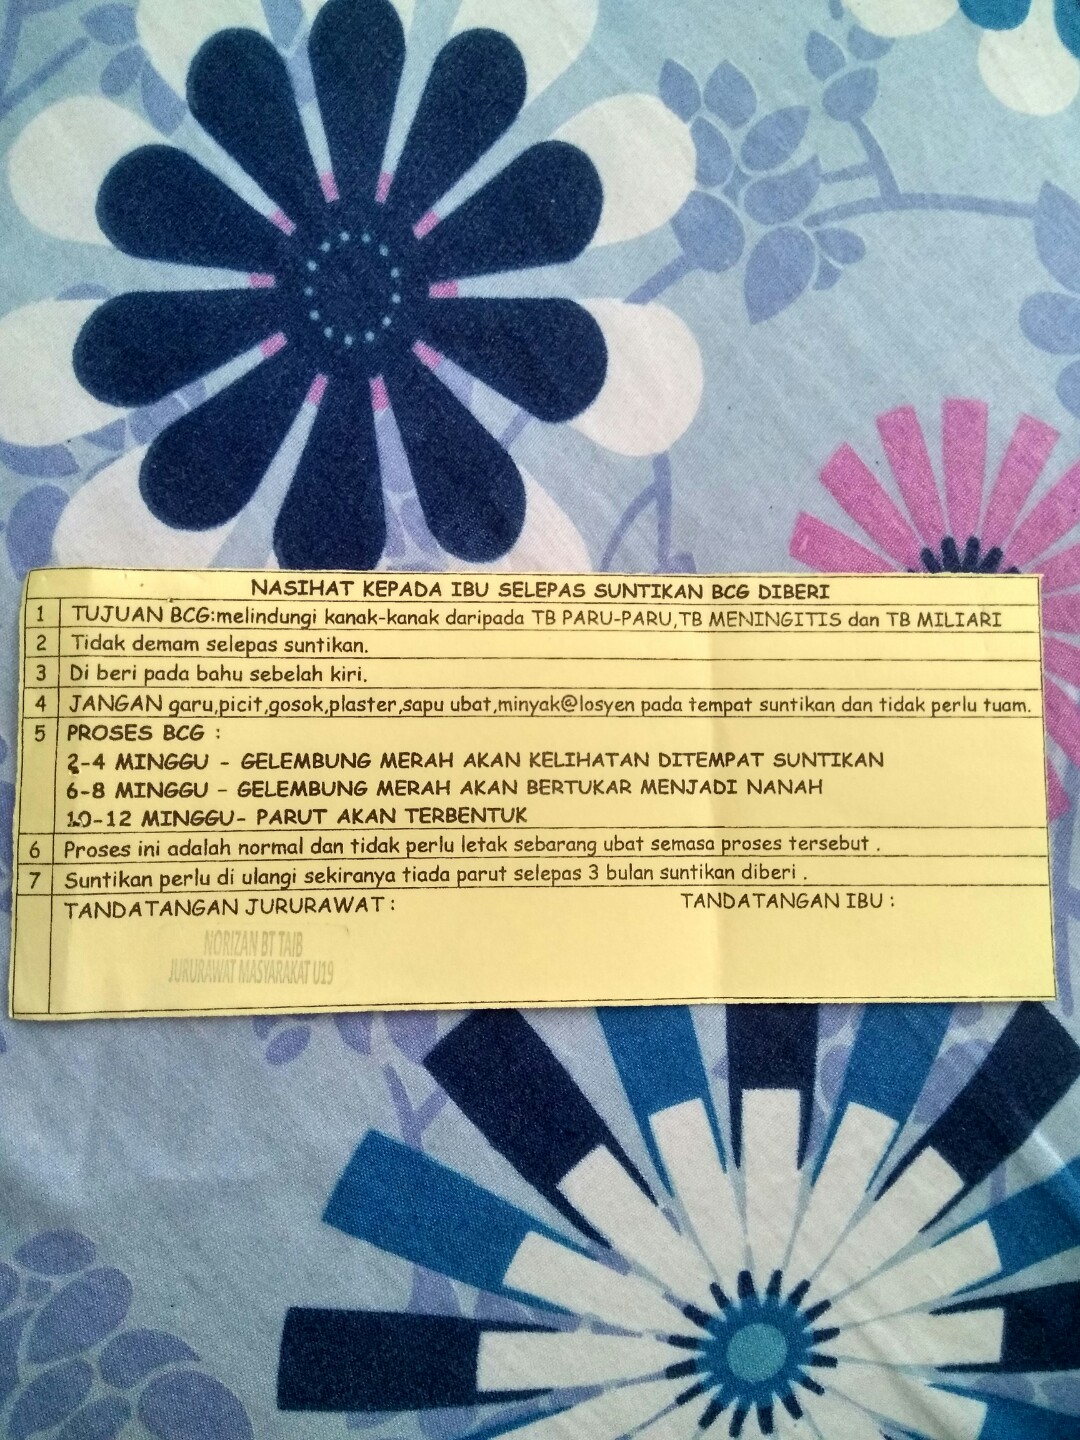 NASIHAT KEPADA IBU SELEPAS SUNTIKAN BCG DIBERI
1 TUJUAN BCG:melindungi kanak-kanak daripada TB PARU-PARU,TB MENINGITIS dan TB MILIARI
2 Tidak demam selepas suntikan.
3 Di beri pada bahu sebelah kiri.
4 JANGAN garu,picit,gosok,plaster,sapu ubat,minyak@losyen pada tempat suntikan dan tidak perlu tuam.
5 PROSES BCG :
2-4 MINGGU - GELEMBUNG MERAH AKAN KELIHATAN DITEMPAT SUNTIKAN
6-8 MINGGU - GELEMBUNG MERAH AKAN BERTUKAR MENJADI NANAH
10-12 MINGGU- PARUT AKAN TERBENTUK
6 Proses ini adalah normal dan tidak perlu letak sebarang ubat semasa proses tersebut .
7 Suntikan perlu di ulangi sekiranya tiada parut selepas 3 bulan suntikan diberi .
TANDATANGAN JURURAWAT : TANDATANGAN IBU :
NORIZAN BT TAIB
JURURAWAT MASYARAKAT U19